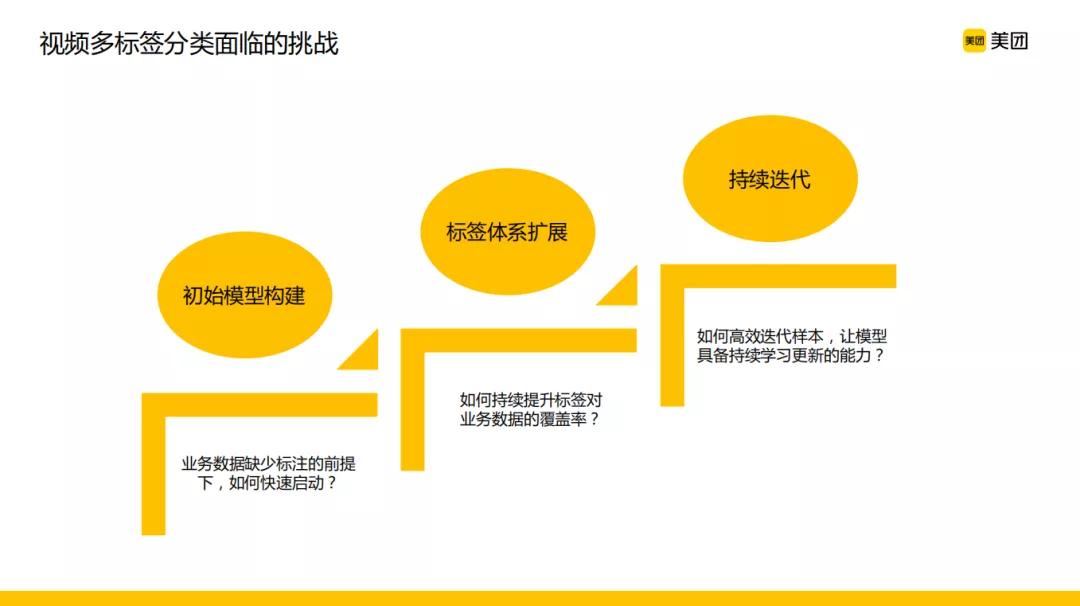 视频多标签分类面临的挑战
美团 美团
持续迭代
标签体系扩展
初始模型构建
如何高效迭代样本，让模型
具备持续学习更新的能力？
如何持续提升标签对
业务数据的覆盖率？
业务数据缺少标注的前提
下，如何快速启动？